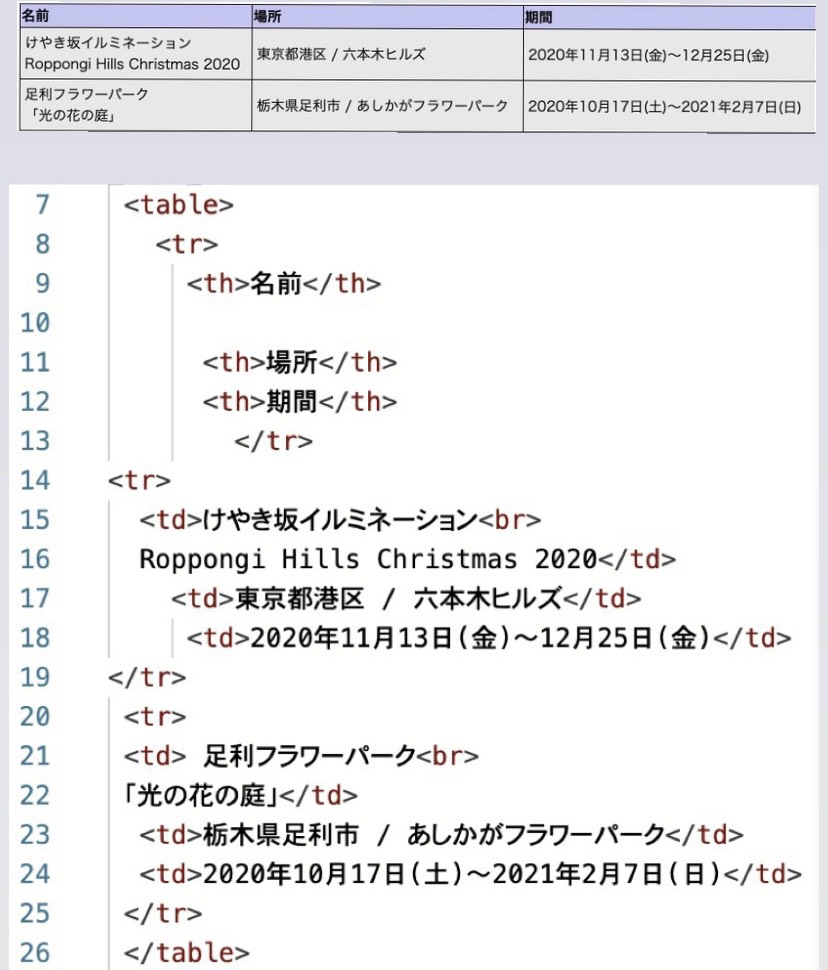 名前 場所 期間
けやき坂イルミネーション
Roppongi Hills Christmas 2020
東京都港区 / 六本木ヒルズ
2020年11月13日(金)〜12月25日(金)
足利フラワーパーク
「光の花の庭」
栃木県足利市 / あしかがフラワーパーク
2020年10月17日(土)〜2021年2月7日(日)
7 <table>
8 <tr>
9 <th>名前</th>
10
11 <th>場所</th>
12 <th>期間</th>
13 </tr>
14 <tr>
15 <td>けやき坂イルミネーション<br>
16 Roppongi Hills Christmas 2020</td>
17 <td>東京都港区 / 六本木ヒルズ</td>
18 <td>2020年11月13日(金)〜12月25日(金)</td>
19 </tr>
20 <tr>
21 <td> 足利フラワーパーク<br>
22 「光の花の庭」</td>
23 <td>栃木県足利市 / あしかがフラワーパーク</td>
24 <td>2020年10月17日(土)〜2021年2月7日(日)</td>
25 </tr>
26 </table>